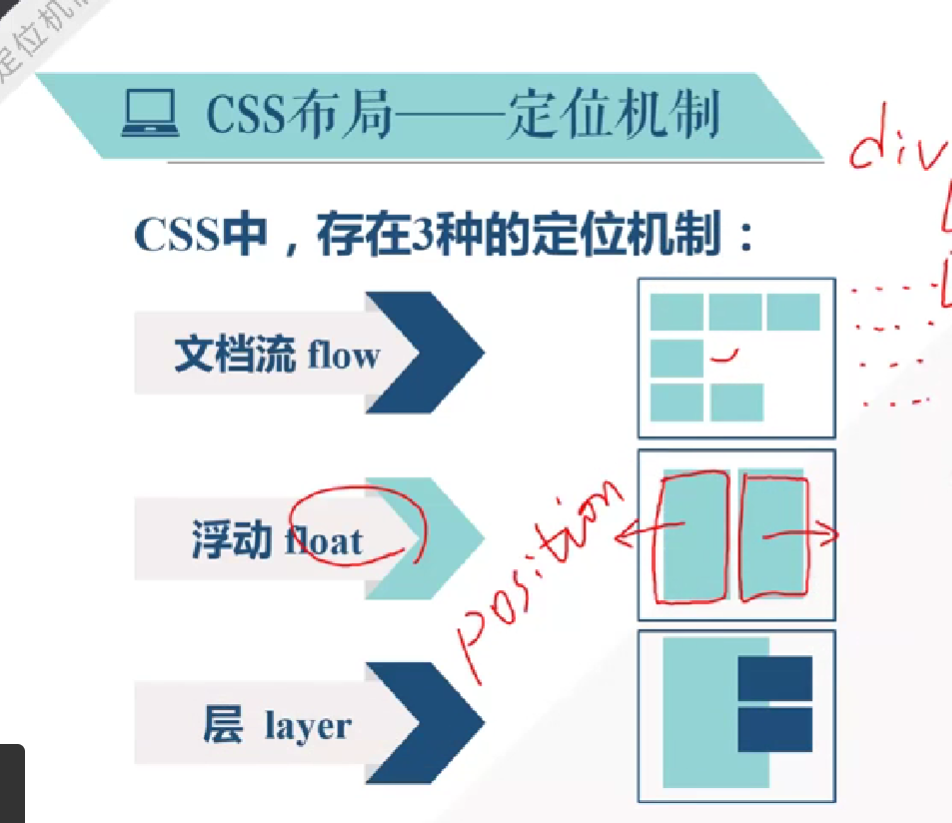 定位机制
CSS布局——定位机制
div
CSS中，存在3种的定位机制：
文档流 flow
浮动 float
position
层 layer